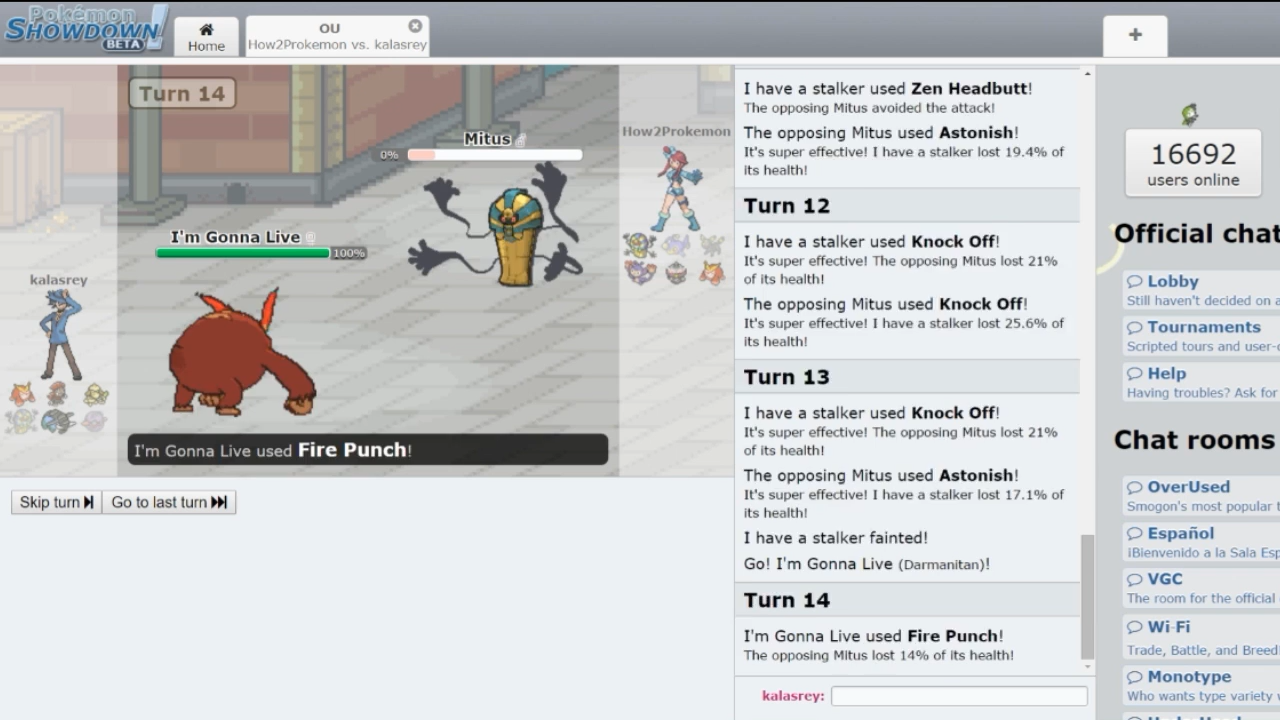 Pokémon
SHOWDOWN!
BETA
Home
OU
How2Prokemon vs. kalasrey
+
Turn 14
Mitus
0%
I'm Gonna Live
100%
How2Prokemon
kalasrey
I'm Gonna Live used Fire Punch!
Skip turn
Go to last turn
I have a stalker used Zen Headbutt!
The opposing Mitus avoided the attack!
The opposing Mitus used Astonish!
It's super effective! I have a stalker lost 19.4% of
its health!
Turn 12
I have a stalker used Knock Off!
It's super effective! The opposing Mitus lost 21%
of its health!
The opposing Mitus used Knock Off!
It's super effective! I have a stalker lost 25.6% of
its health!
Turn 13
I have a stalker used Knock Off!
It's super effective! The opposing Mitus lost 21%
of its health!
The opposing Mitus used Astonish!
It's super effective! I have a stalker lost 17.1% of
its health!
I have a stalker fainted!
Go! I'm Gonna Live (Darmanitan)!
Turn 14
I'm Gonna Live used Fire Punch!
The opposing Mitus lost 14% of its health!
kalasrey:
16692
users online
Official chat
Lobby
Still haven't decided on a
Tournaments
Scripted tours and user-c
Help
Having troubles? Ask for
Chat rooms
OverUsed
Smogon's most popular t
Español
¡Bienvenido a la Sala Esp
VGC
The room for the official
Wi-Fi
Trade, Battle, and Breed!
Monotype
Who wants type variety w